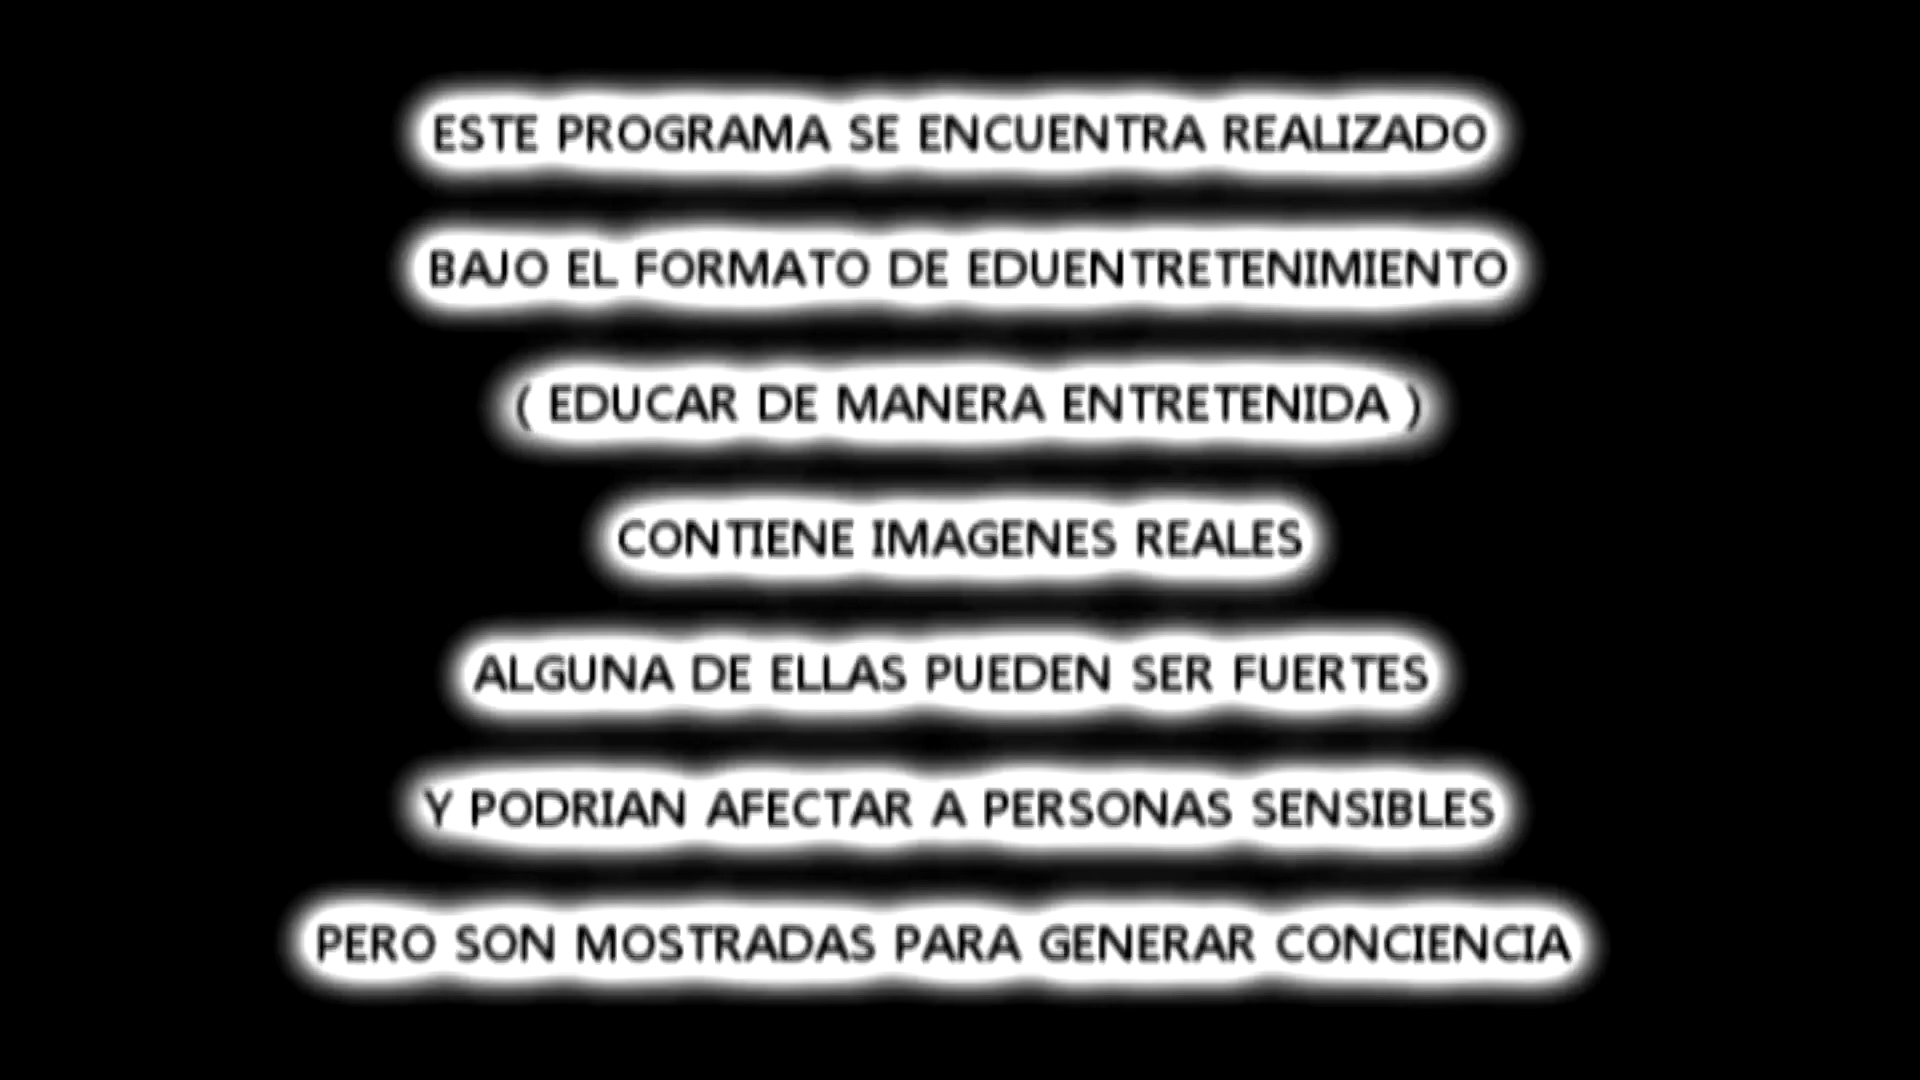 ESTE PROGRAMA SE ENCUENTRA REALIZADO
BAJO EL FORMATO DE EDUENTRETENIMIENTO
( EDUCAR DE MANERA ENTRETENIDA )
CONTIENE IMAGENES REALES
ALGUNA DE ELLAS PUEDEN SER FUERTES
Y PODRIAN AFECTAR A PERSONAS SENSIBLES
PERO SON MOSTRADAS PARA GENERAR CONCIENCIA